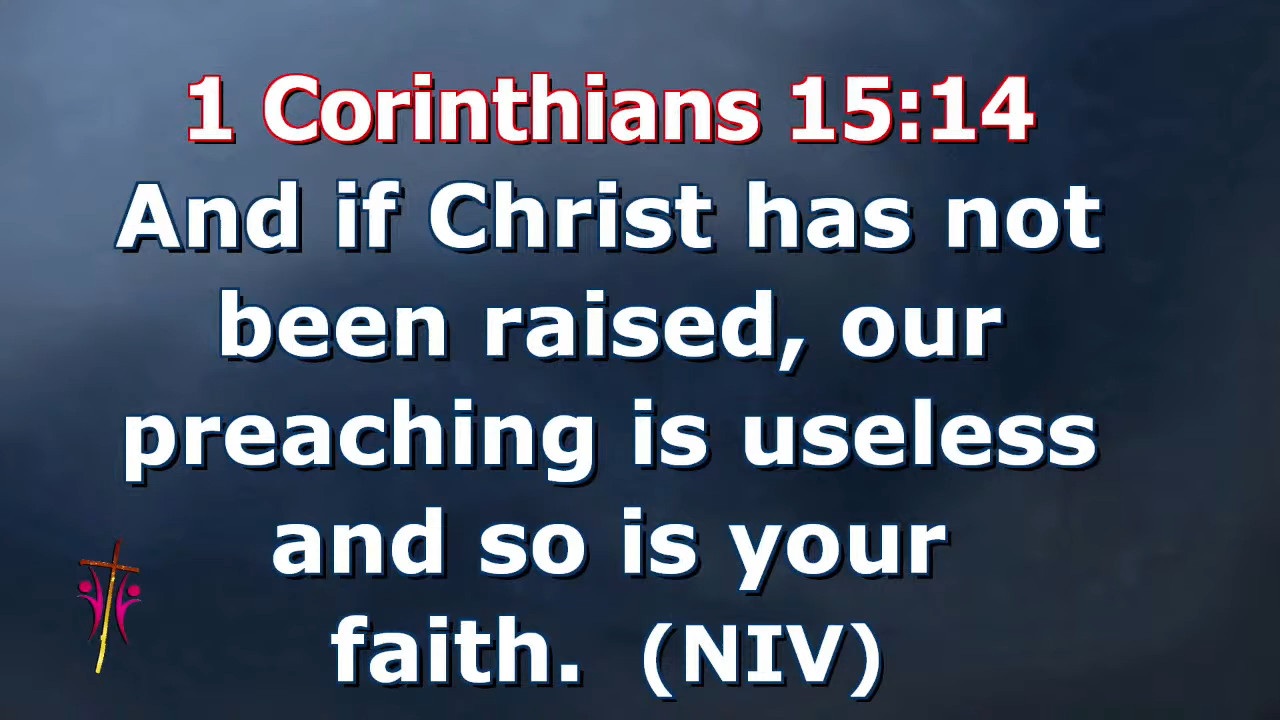 1 Corinthians 15:14
And if Christ has not
been raised, our
preaching is useless
and so is your
faith. (NIV)